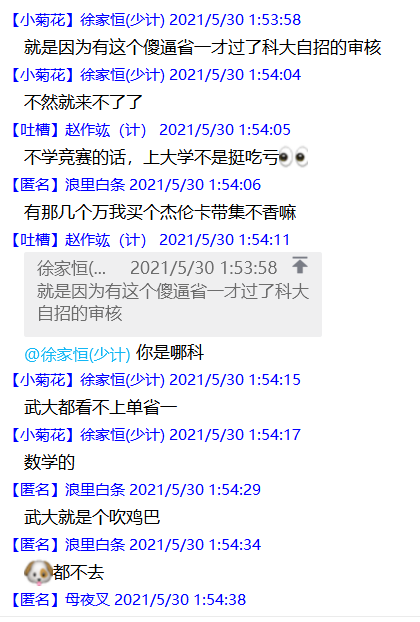 【小菊花】徐家恒(少计) 2021/5/30 1:53:58
就是因为有这个傻逼省一才过了科大自招的审核
【小菊花】徐家恒(少计) 2021/5/30 1:54:04
不然就来不了了
【吐槽】赵作竑（计） 2021/5/30 1:54:05
不学竞赛的话，上大学不是挺吃亏
【匿名】浪里白条 2021/5/30 1:54:06
有那几个万我买个杰伦卡带集不香嘛
【吐槽】赵作竑（计） 2021/5/30 1:54:11
徐家恒(... 2021/5/30 1:53:58
就是因为有这个傻逼省一才过了科大
自招的审核
@徐家恒(少计) 你是哪科
【小菊花】徐家恒(少计) 2021/5/30 1:54:15
武大都看不上单省一
【小菊花】徐家恒(少计) 2021/5/30 1:54:17
数学的
【匿名】浪里白条 2021/5/30 1:54:29
武大就是个吹鸡巴
【匿名】浪里白条 2021/5/30 1:54:34
都不去
【匿名】母夜叉 2021/5/30 1:54:38